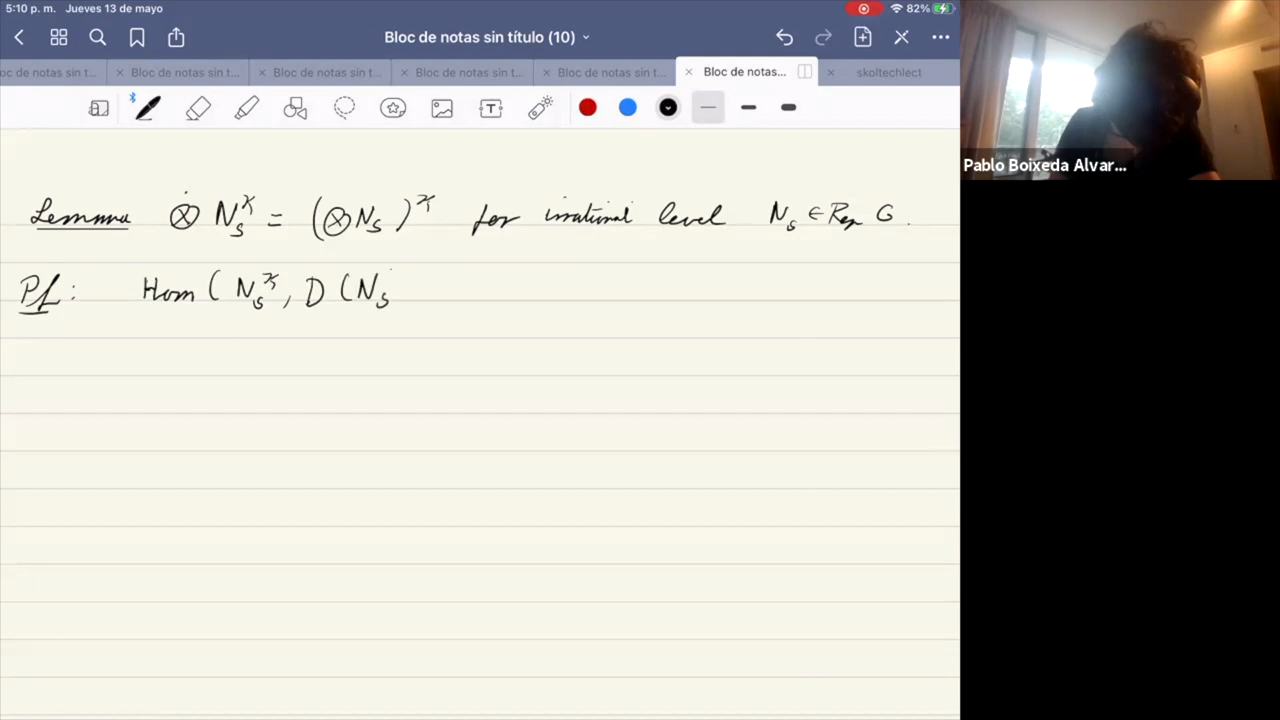 5:10 p. m. Jueves 13 de mayo
82%
Bloc de notas sin título (10)
oc de notas sin t...
Bloc de notas sin t...
Bloc de notas sin t...
Bloc de notas sin t...
Bloc de notas sin t...
Bloc de notas...
skoltechlect
Lemma ⊗̇ N_s^ϰ = (⊗ N_s)^ϰ for irrational level N_s ∈ Rep G.
Pf: Hom ( N_s^ϰ, D (N_s
Pablo Boixeda Alvar...